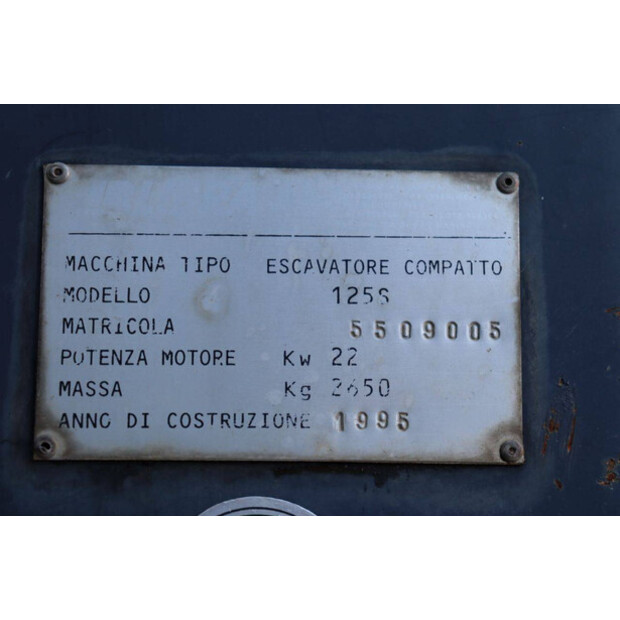 MACCHINA TIPO ESCAVATORE COMPATTO
MODELLO 125S
MATRICOLA 5509005
POTENZA MOTORE Kw 22
MASSA Kg 2650
ANNO DI COSTRUZIONE 1995